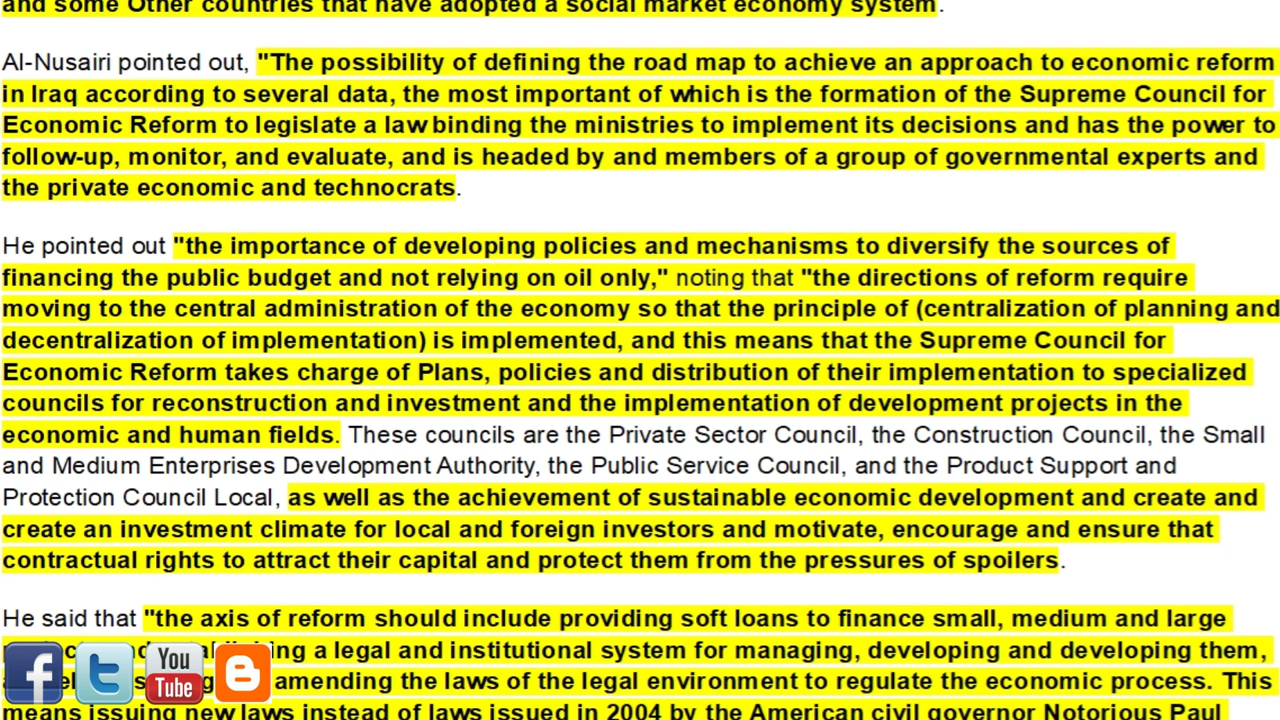 and some Other countries that have adopted a social market economy system.
Al-Nusairi pointed out, "The possibility of defining the road map to achieve an approach to economic reform
in Iraq according to several data, the most important of which is the formation of the Supreme Council for
Economic Reform to legislate a law binding the ministries to implement its decisions and has the power to
follow-up, monitor, and evaluate, and is headed by and members of a group of governmental experts and
the private economic and technocrats.
He pointed out "the importance of developing policies and mechanisms to diversify the sources of
financing the public budget and not relying on oil only," noting that "the directions of reform require
moving to the central administration of the economy so that the principle of (centralization of planning and
decentralization of implementation) is implemented, and this means that the Supreme Council for
Economic Reform takes charge of Plans, policies and distribution of their implementation to specialized
councils for reconstruction and investment and the implementation of development projects in the
economic and human fields. These councils are the Private Sector Council, the Construction Council, the Small
and Medium Enterprises Development Authority, the Public Service Council, and the Product Support and
Protection Council Local, as well as the achievement of sustainable economic development and create and
create an investment climate for local and foreign investors and motivate, encourage and ensure that
contractual rights to attract their capital and protect them from the pressures of spoilers.
He said that "the axis of reform should include providing soft loans to finance small, medium and large
a legal and institutional system for managing, developing and developing them,
amending the laws of the legal environment to regulate the economic process. This
means issuing new laws instead of laws issued in 2004 by the American civil governor Notorious Paul
f
t
You
Tube